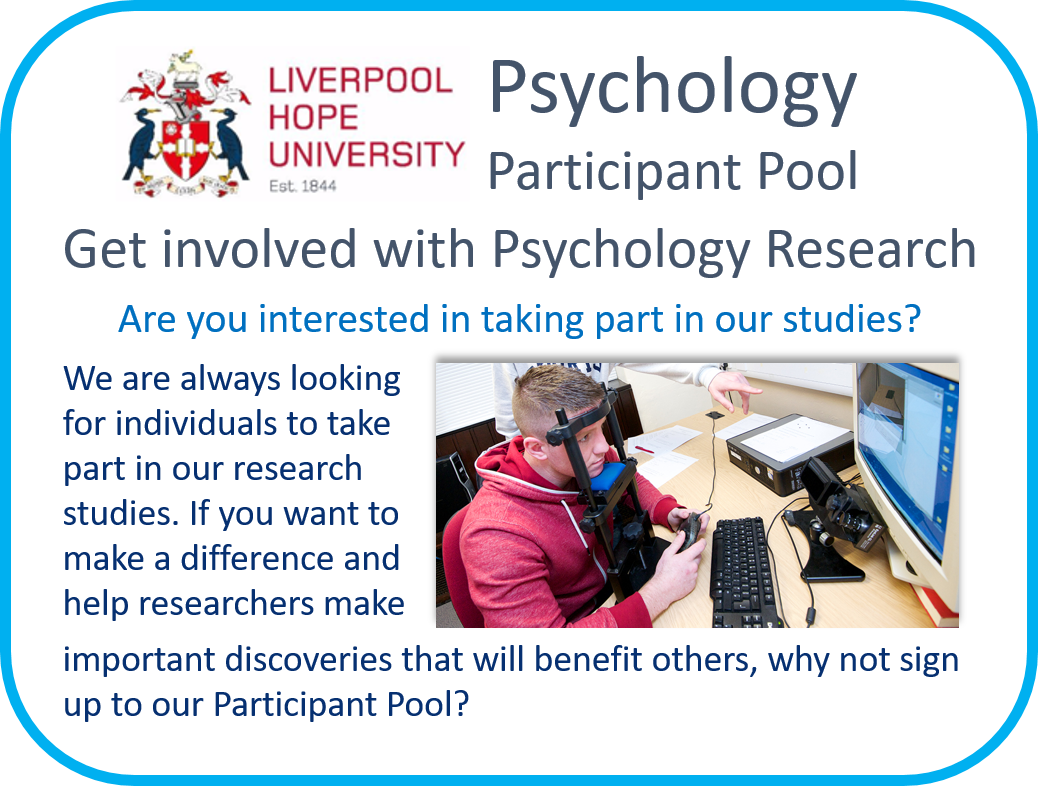 LIVERPOOL
HOPE
UNIVERSITY
Est. 1844
Psychology
Participant Pool
Get involved with Psychology Research
Are you interested in taking part in our studies?
We are always looking
for individuals to take
part in our research
studies. If you want to
make a difference and
help researchers make
important discoveries that will benefit others, why not sign
up to our Participant Pool?